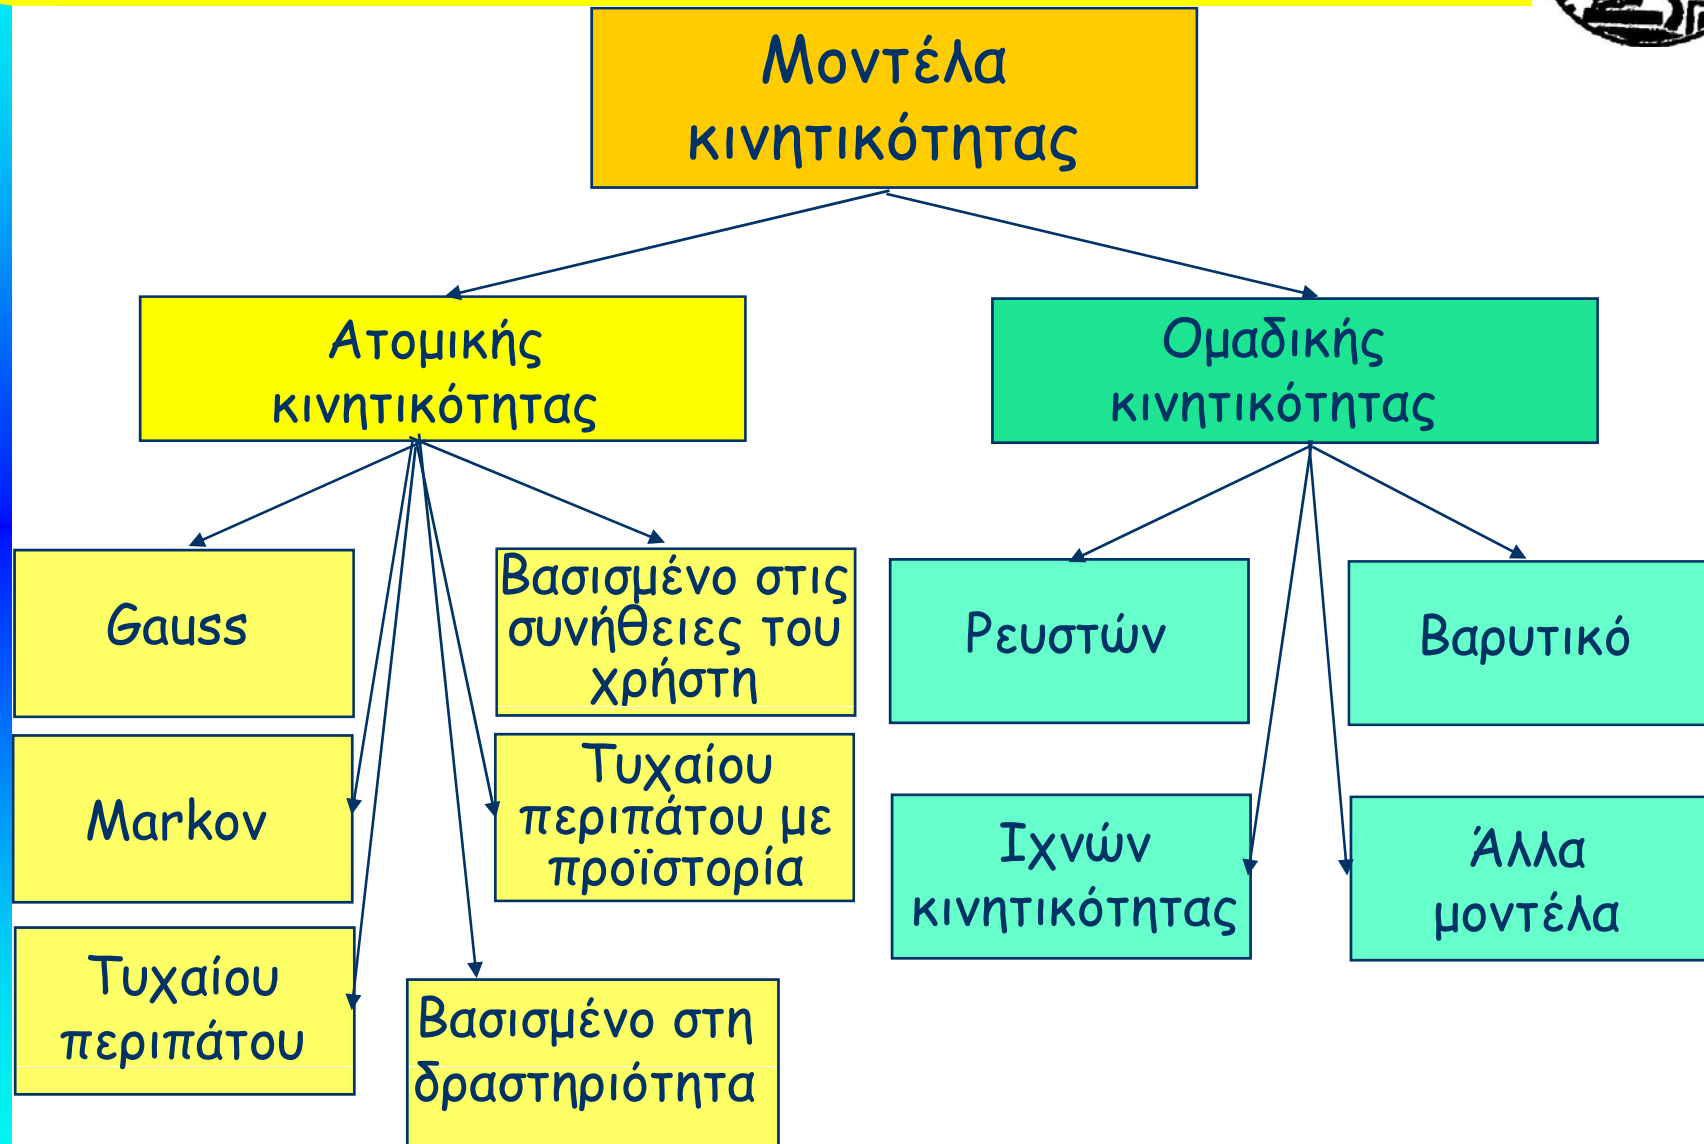 Μοντέλα
κινητικότητας
Ατομικής
κινητικότητας
Ομαδικής
κινητικότητας
Gauss
Βασισμένο στις
συνήθειες του
χρήστη
Ρευστών
Βαρυτικό
Markov
Τυχαίου
περιπάτου με
προϊστορία
Ιχνών
κινητικότητας
Άλλα
μοντέλα
Τυχαίου
περιπάτου
Βασισμένο στη
δραστηριότητα